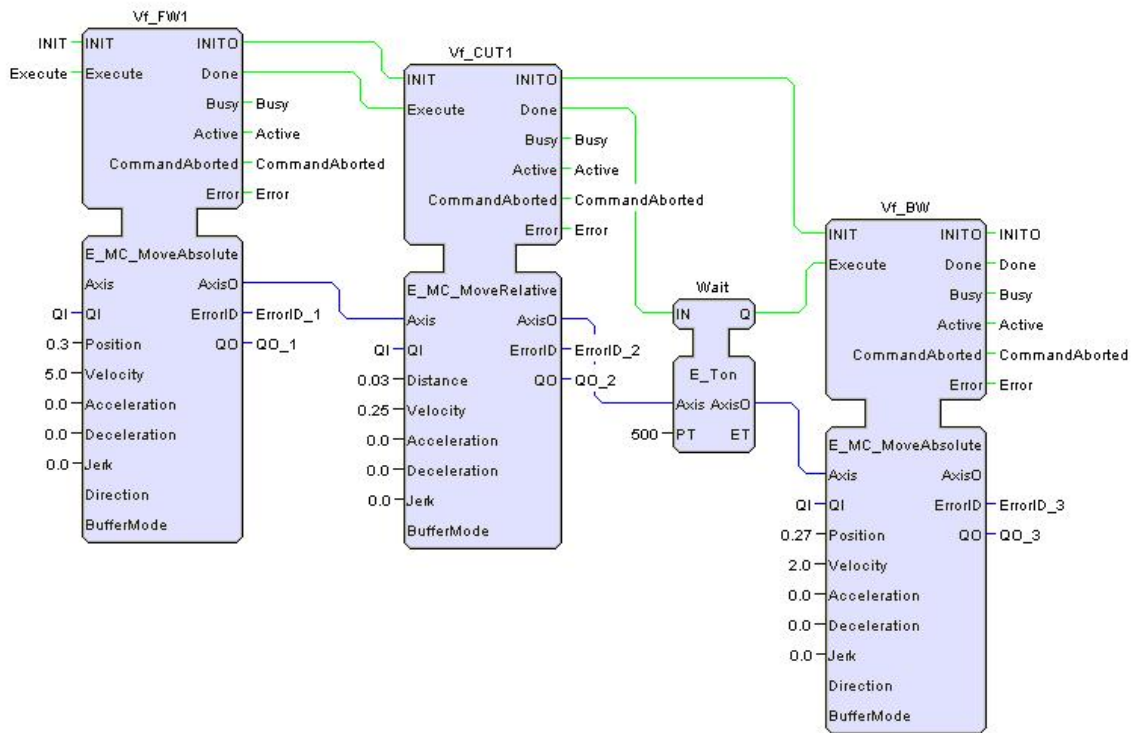 Vf_FW1
INIT INIT INITO
Execute Execute Done
Busy Busy
Active Active
CommandAborted CommandAborted
Error Error
E_MC_MoveAbsolute
Axis AxisO
QI QI ErrorID ErrorID_1
0.3 Position QO QO_1
5.0 Velocity
0.0 Acceleration
0.0 Deceleration
0.0 Jerk
Direction
BufferMode
Vf_CUT1
INIT INITO
Execute Done
Busy Busy
Active Active
CommandAborted CommandAborted
Error Error
E_MC_MoveRelative
Axis AxisO
QI QI ErrorID ErrorID_2
0.03 Distance QO QO_2
0.25 Velocity
0.0 Acceleration
0.0 Deceleration
0.0 Jerk
BufferMode
Wait
IN Q
E_Ton
Axis AxisO
500 PT ET
Vf_BW
INIT INITO INITO
Execute Done Done
Busy Busy
Active Active
CommandAborted CommandAborted
Error Error
E_MC_MoveAbsolute
Axis AxisO
QI QI ErrorID ErrorID_3
0.27 Position QO QO_3
2.0 Velocity
0.0 Acceleration
0.0 Deceleration
0.0 Jerk
Direction
BufferMode